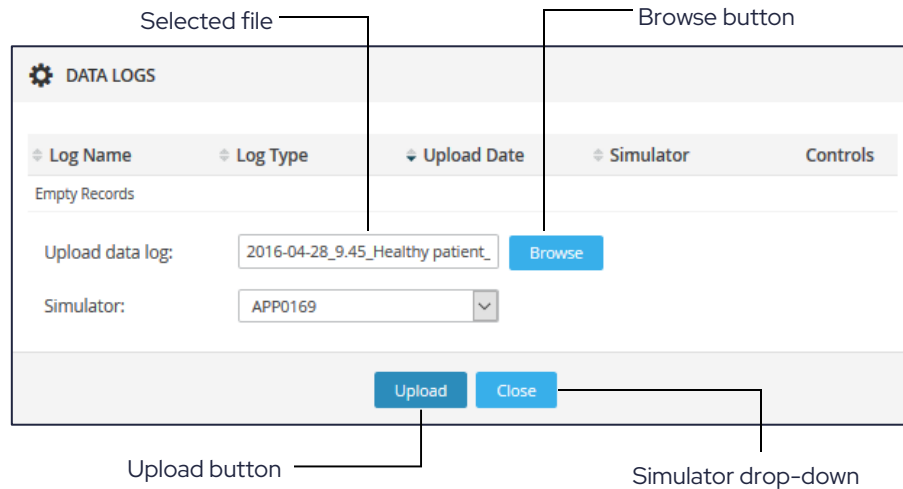 Selected file
Browse button
DATA LOGS
Log Name Log Type Upload Date Simulator Controls
Empty Records
Upload data log: 2016-04-28_9.45_Healthy patient_ Browse
Simulator: APP0169
Upload Close
Upload button
Simulator drop-down